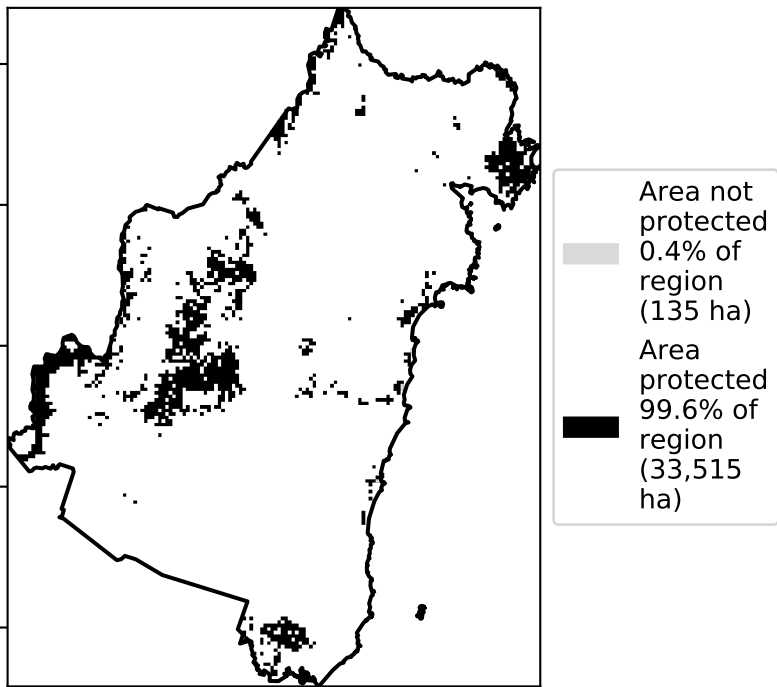 Area not
protected
0.4% of
region
(135 ha)
Area
protected
99.6% of
region
(33,515
ha)